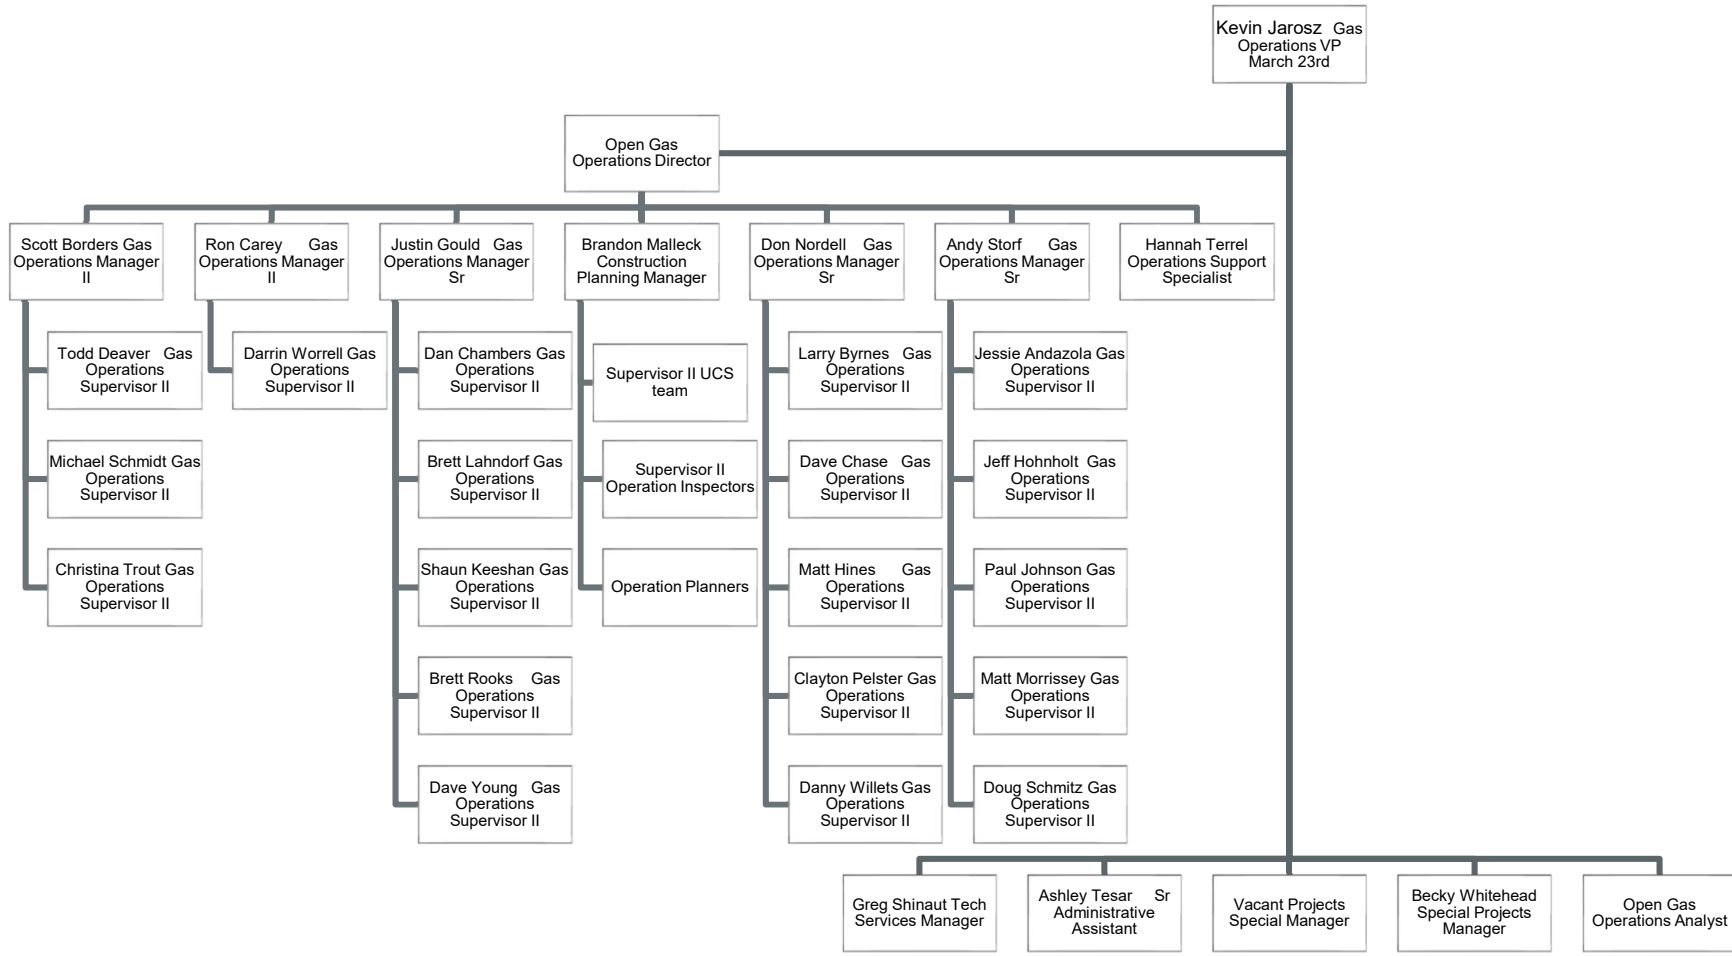 Kevin Jarosz Gas
Operations VP
March 23rd
Open Gas
Operations Director
Scott Borders Gas
Operations Manager
II
Ron Carey Gas
Operations Manager
II
Justin Gould Gas
Operations Manager
Sr
Brandon Malleck
Construction
Planning Manager
Don Nordell Gas
Operations Manager
Sr
Andy Storf Gas
Operations Manager
Sr
Hannah Terrel
Operations Support
Specialist
Todd Deaver Gas
Operations
Supervisor II
Michael Schmidt Gas
Operations
Supervisor II
Christina Trout Gas
Operations
Supervisor II
Darrin Worrell Gas
Operations
Supervisor II
Dan Chambers Gas
Operations
Supervisor II
Brett Lahndorf Gas
Operations
Supervisor II
Shaun Keeshan Gas
Operations
Supervisor II
Brett Rooks Gas
Operations
Supervisor II
Dave Young Gas
Operations
Supervisor II
Supervisor II UCS
team
Supervisor II
Operation Inspectors
Operation Planners
Larry Byrnes Gas
Operations
Supervisor II
Dave Chase Gas
Operations
Supervisor II
Matt Hines Gas
Operations
Supervisor II
Clayton Pelster Gas
Operations
Supervisor II
Danny Willets Gas
Operations
Supervisor II
Jessie Andazola Gas
Operations
Supervisor II
Jeff Hohnholt Gas
Operations
Supervisor II
Paul Johnson Gas
Operations
Supervisor II
Matt Morrissey Gas
Operations
Supervisor II
Doug Schmitz Gas
Operations
Supervisor II
Greg Shinaut Tech
Services Manager
Ashley Tesar Sr
Administrative
Assistant
Vacant Projects
Special Manager
Becky Whitehead
Special Projects
Manager
Open Gas
Operations Analyst